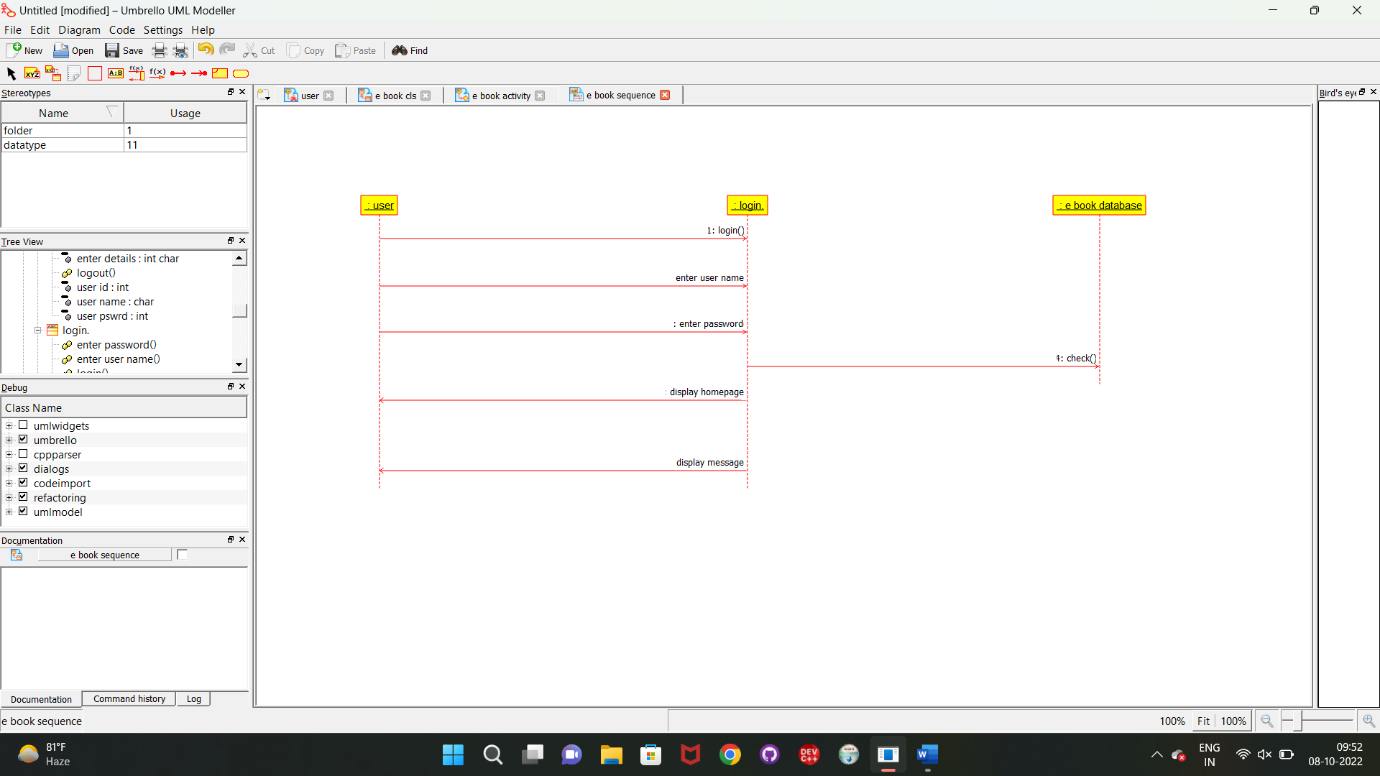 Untitled [modified] – Umbrello UML Modeller
File Edit Diagram Code Settings Help
New Open Save Cut Copy Paste Find
XYZ A:B f(x) f(x)
Stereotypes
Name Usage
folder 1
datatype 11
Tree View
enter details : int char
logout()
user id : int
user name : char
user pswrd : int
login.
enter password()
enter user name()
login()
Debug
Class Name
umlwidgets
umbrello
cppparser
dialogs
codeimport
refactoring
umlmodel
Documentation
e book sequence
Documentation Command history Log
user e book cls e book activity e book sequence
Bird's eye
: user : login. : e book database
1: login()
enter user name
: enter password
4: check()
display homepage
display message
e book sequence 100% Fit 100%
81°F
Haze
DEV C++
W
ENG
IN
09:52
08-10-2022